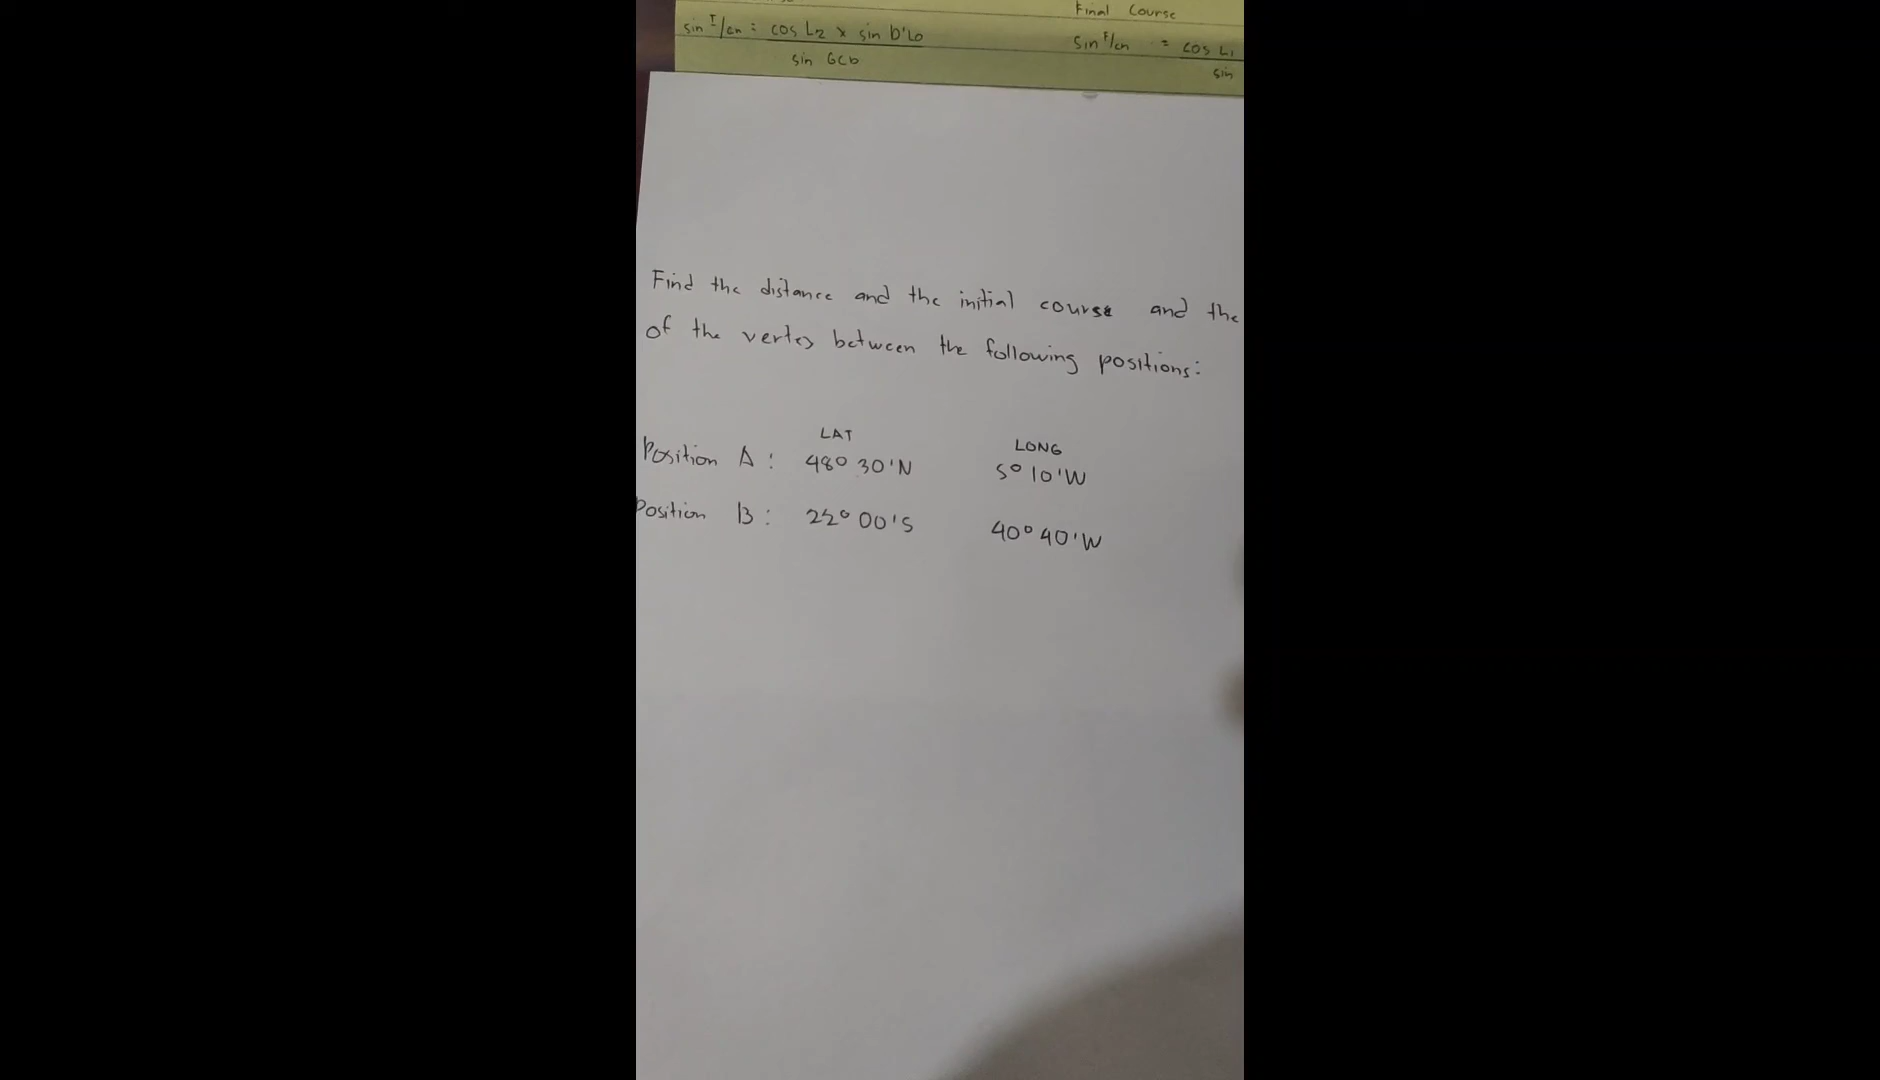 Final Course
sin I/cn = cos L2 x sin D'Lo
sin GCD
sin F/cn = cos L1
sin
Find the distance and the initial course and the
of the vertex between the following positions:
LAT LONG
Position A: 48° 30'N 5° 10'W
Position B: 22° 00'S 40° 40'W